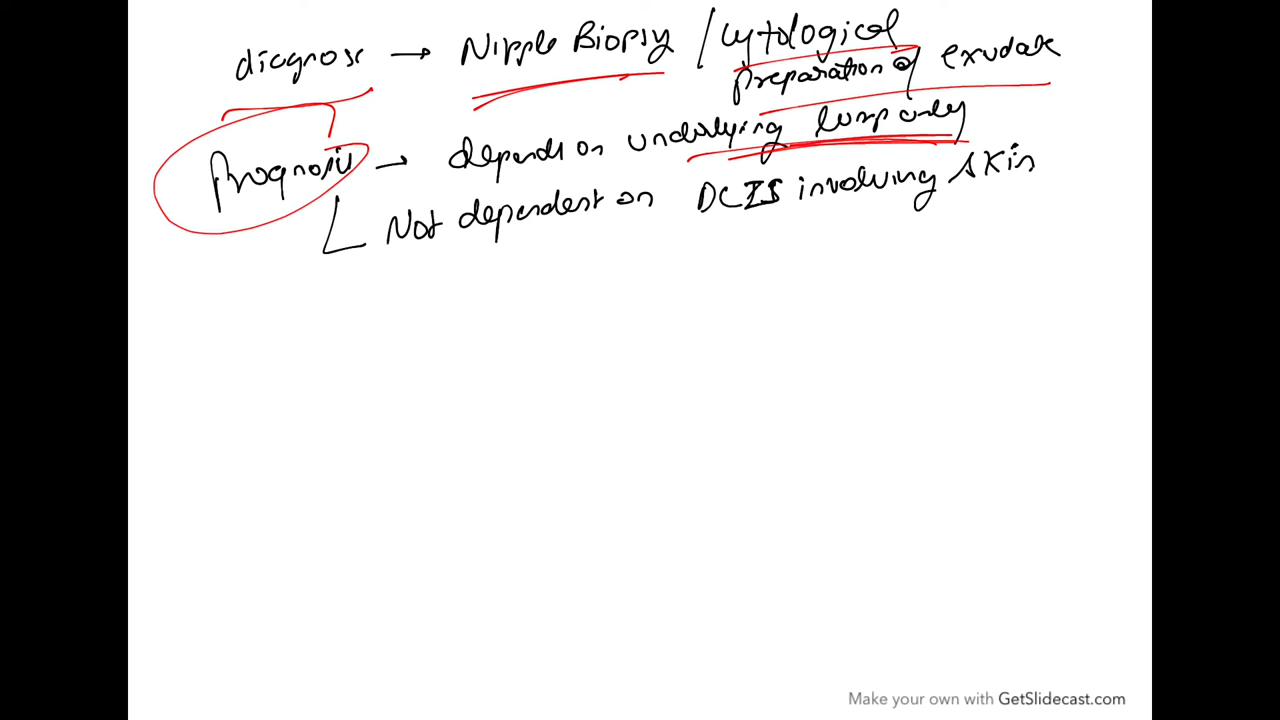 diagnose → Nipple Biopsy / Cytological preparation of exudate
Prognosis → depends on underlying lump only
Not dependent on DCIS involving skin
Make your own with GetSlidecast.com